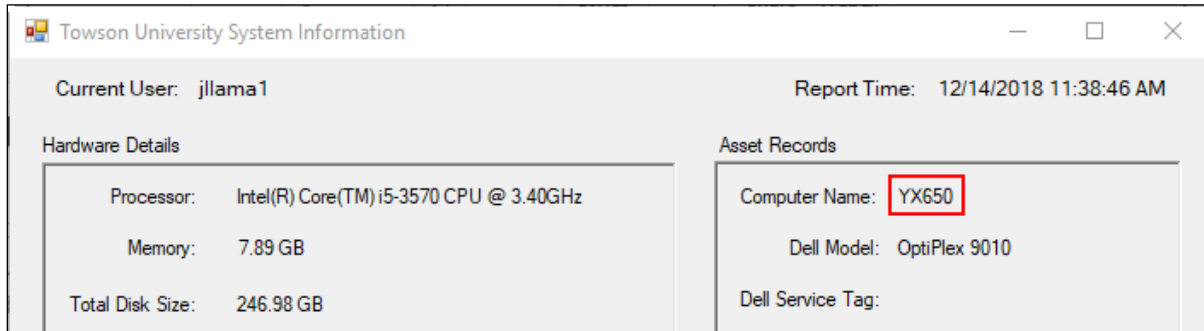 Towson University System Information
Current User: jllama1
Report Time: 12/14/2018 11:38:46 AM
Hardware Details
Processor: Intel(R) Core(TM) i5-3570 CPU @ 3.40GHz
Memory: 7.89 GB
Total Disk Size: 246.98 GB
Asset Records
Computer Name: YX650
Dell Model: OptiPlex 9010
Dell Service Tag: